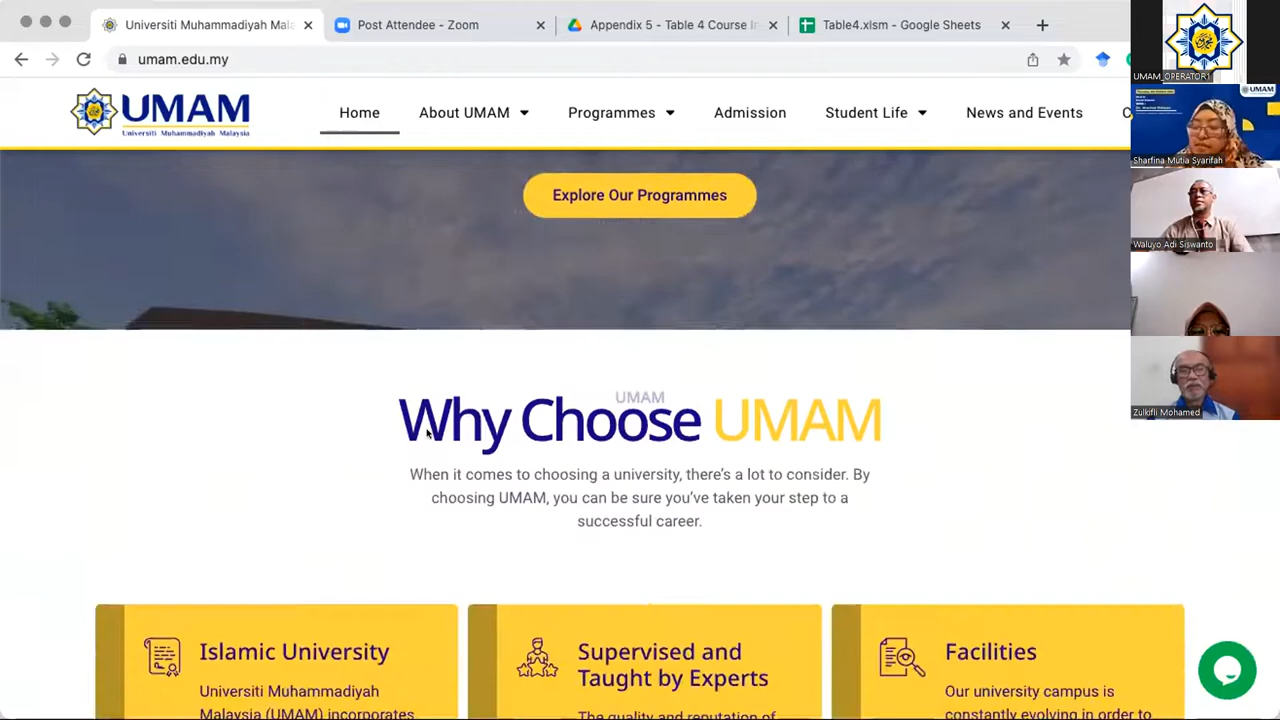 Universiti Muhammadiyah Mala
Post Attendee - Zoom
Appendix 5 - Table 4 Course In
Table4.xlsm - Google Sheets
umam.edu.my
UMAM
Universiti Muhammadiyah Malaysia
Home
About UMAM
Programmes
Admission
Student Life
News and Events
C
Explore Our Programmes
UMAM
Why Choose UMAM
When it comes to choosing a university, there's a lot to consider. By
choosing UMAM, you can be sure you've taken your step to a
successful career.
Islamic University
Universiti Muhammadiyah
Malaysia (UMAM) incorporates
Supervised and
Taught by Experts
The quality and reputation of
Facilities
Our university campus is
constantly evolving in order to
UMAM_OPERATOR1
UMAM
Sharfina Mutia Syarifah
Waluyo Adi Siswanto
Zulkifli Mohamed